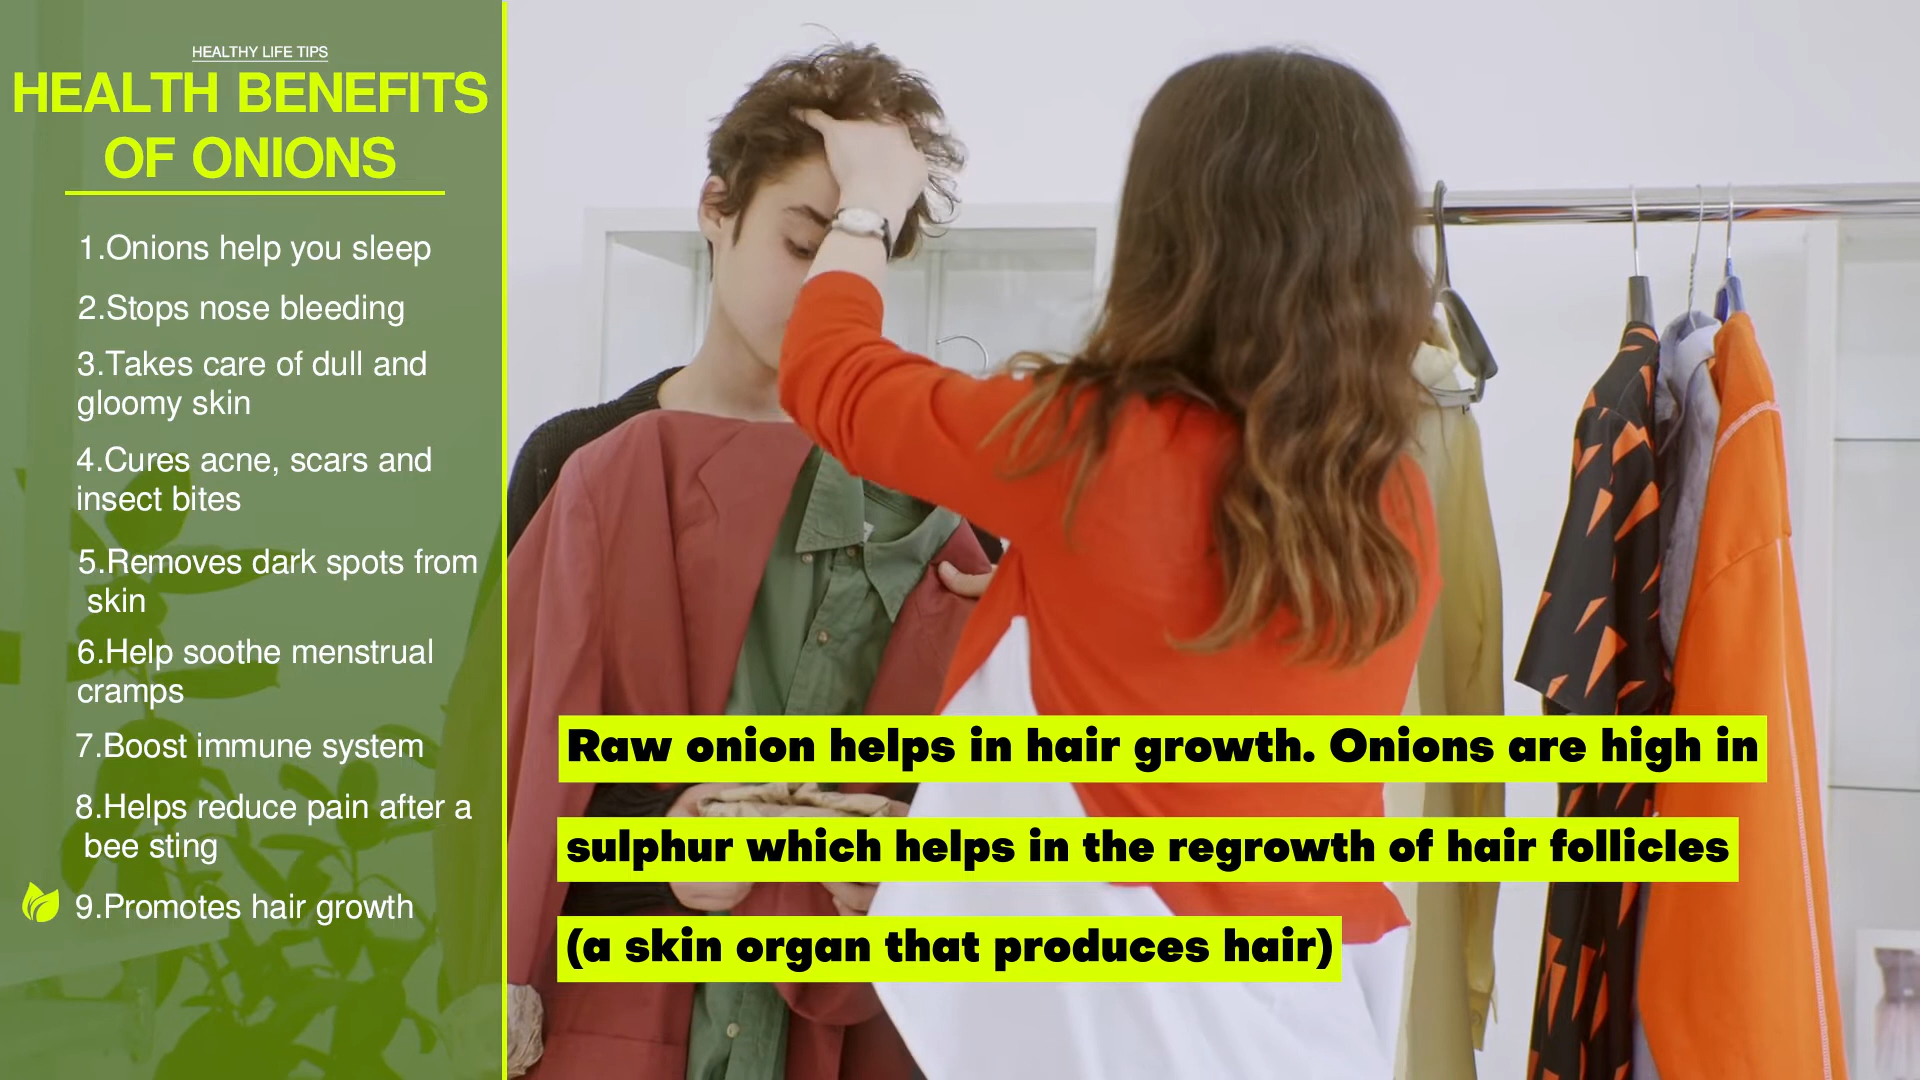 HEALTHY LIFE TIPS
HEALTH BENEFITS
OF ONIONS
1.Onions help you sleep
2.Stops nose bleeding
3.Takes care of dull and
gloomy skin
4.Cures acne, scars and
insect bites
5.Removes dark spots from
skin
6.Help soothe menstrual
cramps
7.Boost immune system
8.Helps reduce pain after a
bee sting
9.Promotes hair growth
Raw onion helps in hair growth. Onions are high in
sulphur which helps in the regrowth of hair follicles
(a skin organ that produces hair)